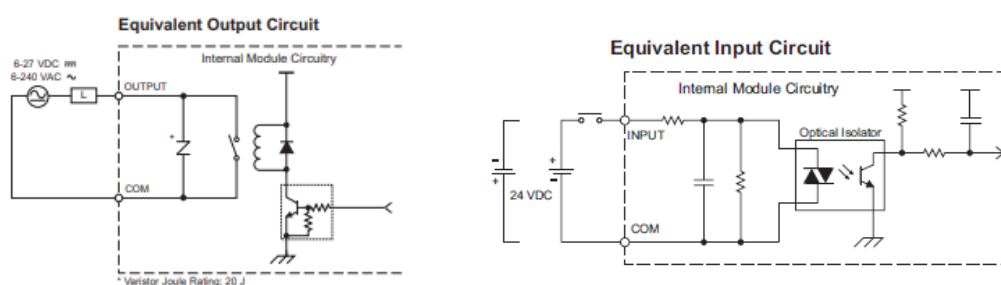 Equivalent Output Circuit
Internal Module Circuitry
6-27 VDC
6-240 VAC
L
OUTPUT
*
COM
* Varistor Joule Rating: 20 J
Equivalent Input Circuit
Internal Module Circuitry
INPUT
Optical Isolator
-
+
+
-
24 VDC
COM